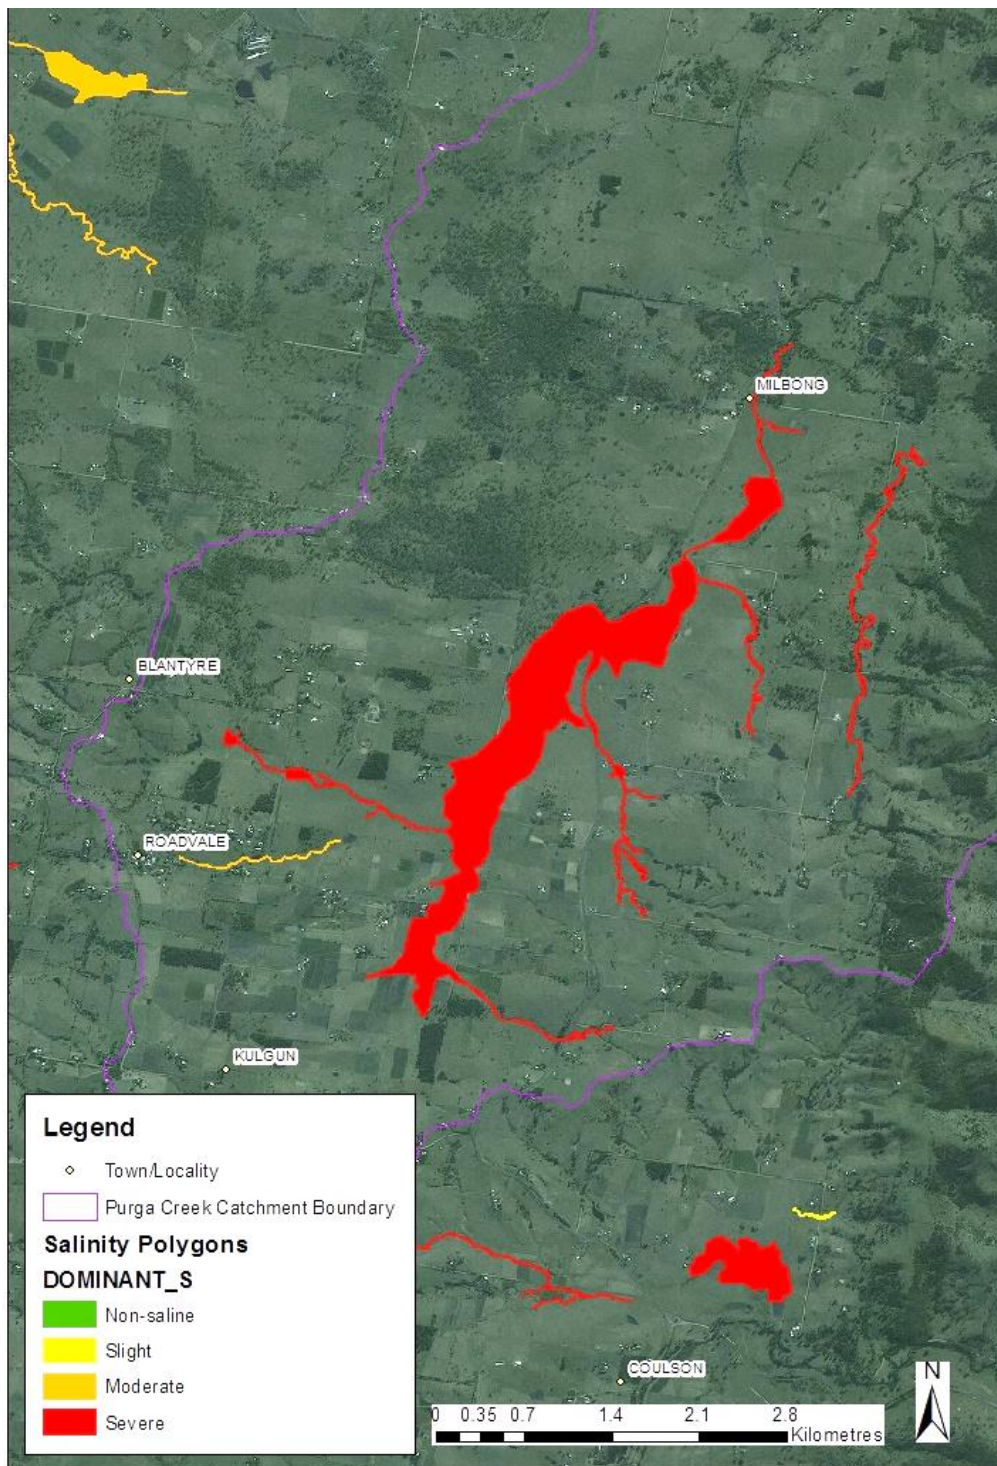 MILBONG
BLANTYRE
ROADVALE
KULGUN
Legend
Town/Locality
Purga Creek Catchment Boundary
Salinity Polygons
DOMINANT_S
Non-saline
Slight
Moderate
Severe
COULSON
N
0 0.35 0.7 1.4 2.1 2.8
Kilometres